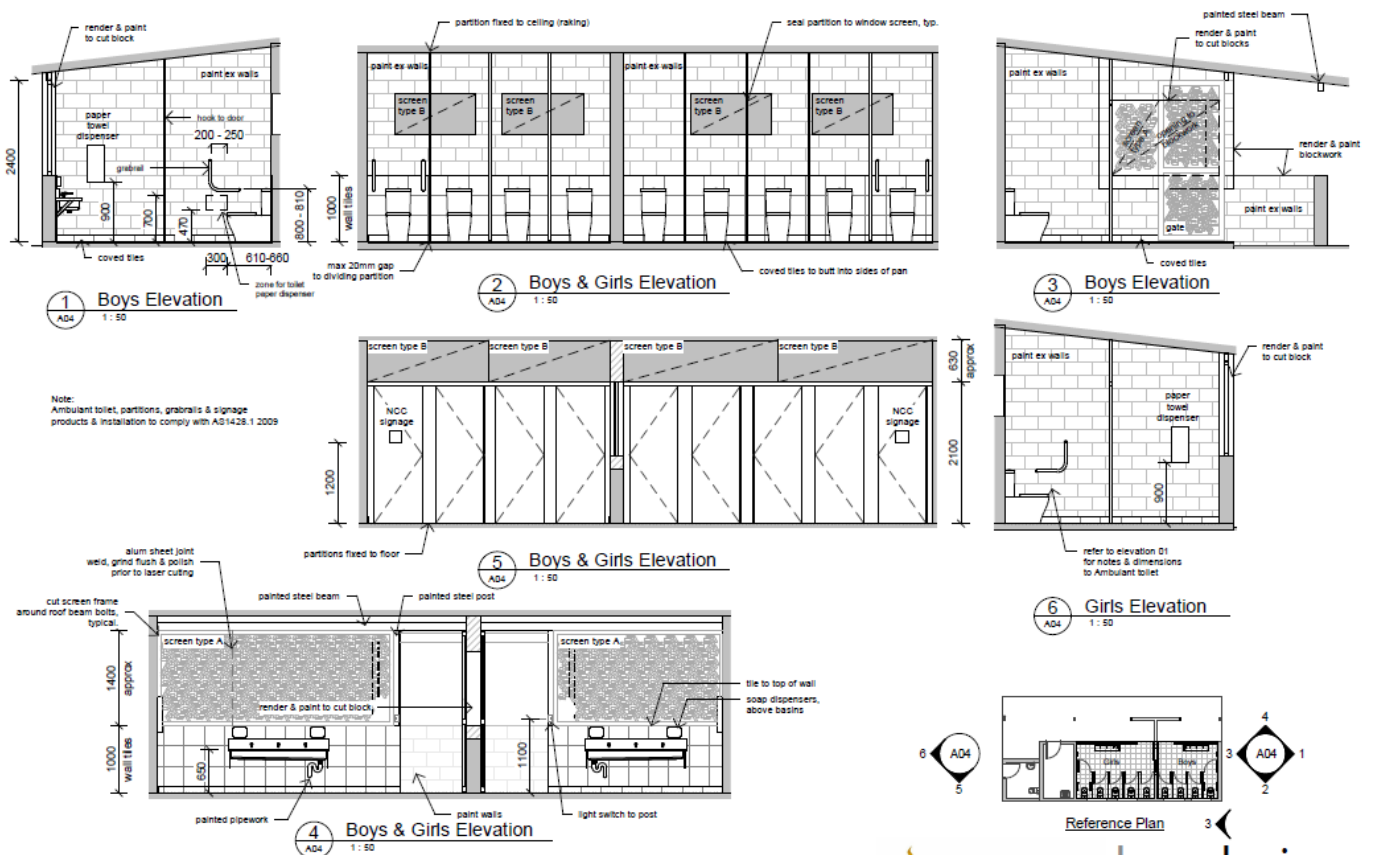 render & paint
to cut block
paint ex walls
paper
towel
dispenser
hook to door
200 - 250
grabrail
2400
900
700
470
800 - 810
coved tiles
300
610-660
zone for toilet
paper dispenser
1
A04
Boys Elevation
1 : 50
partition fixed to ceiling (raking)
seal partition to window screen, typ.
paint ex walls
paint ex walls
screen
type B
screen
type B
screen
type B
screen
type B
1000
wall tiles
max 20mm gap
to dividing partition
coved tiles to butt into sides of pan
2
A04
Boys & Girls Elevation
1 : 50
painted steel beam
render & paint
to cut blocks
paint ex walls
screen
type A
opening to
blockwork
render & paint
blockwork
paint ex walls
gate
coved tiles
3
A04
Boys Elevation
1 : 50
Note:
Ambulant toilet, partitions, grabrails & signage
products & installation to comply with AS1428.1 2009
screen type B
screen type B
screen type B
screen type B
630
approx
NCC
signage
NCC
signage
1200
2100
partitions fixed to floor
5
A04
Boys & Girls Elevation
1 : 50
paint ex walls
render & paint
to cut block
paper
towel
dispenser
900
refer to elevation 01
for notes & dimensions
to Ambulant toilet
6
A04
Girls Elevation
1 : 50
alum sheet joint
weld, grind flush & polish
prior to laser cuting
cut screen frame
around roof beam bolts,
typical.
painted steel beam
painted steel post
screen type A
screen type A
1400
approx
render & paint to cut block
tile to top of wall
soap dispensers,
above basins
1000
wall tiles
650
1100
painted pipework
paint walls
light switch to post
4
A04
Boys & Girls Elevation
1 : 50
6
A04
5
Girls
Boys
4
3
A04
1
2
Reference Plan
3